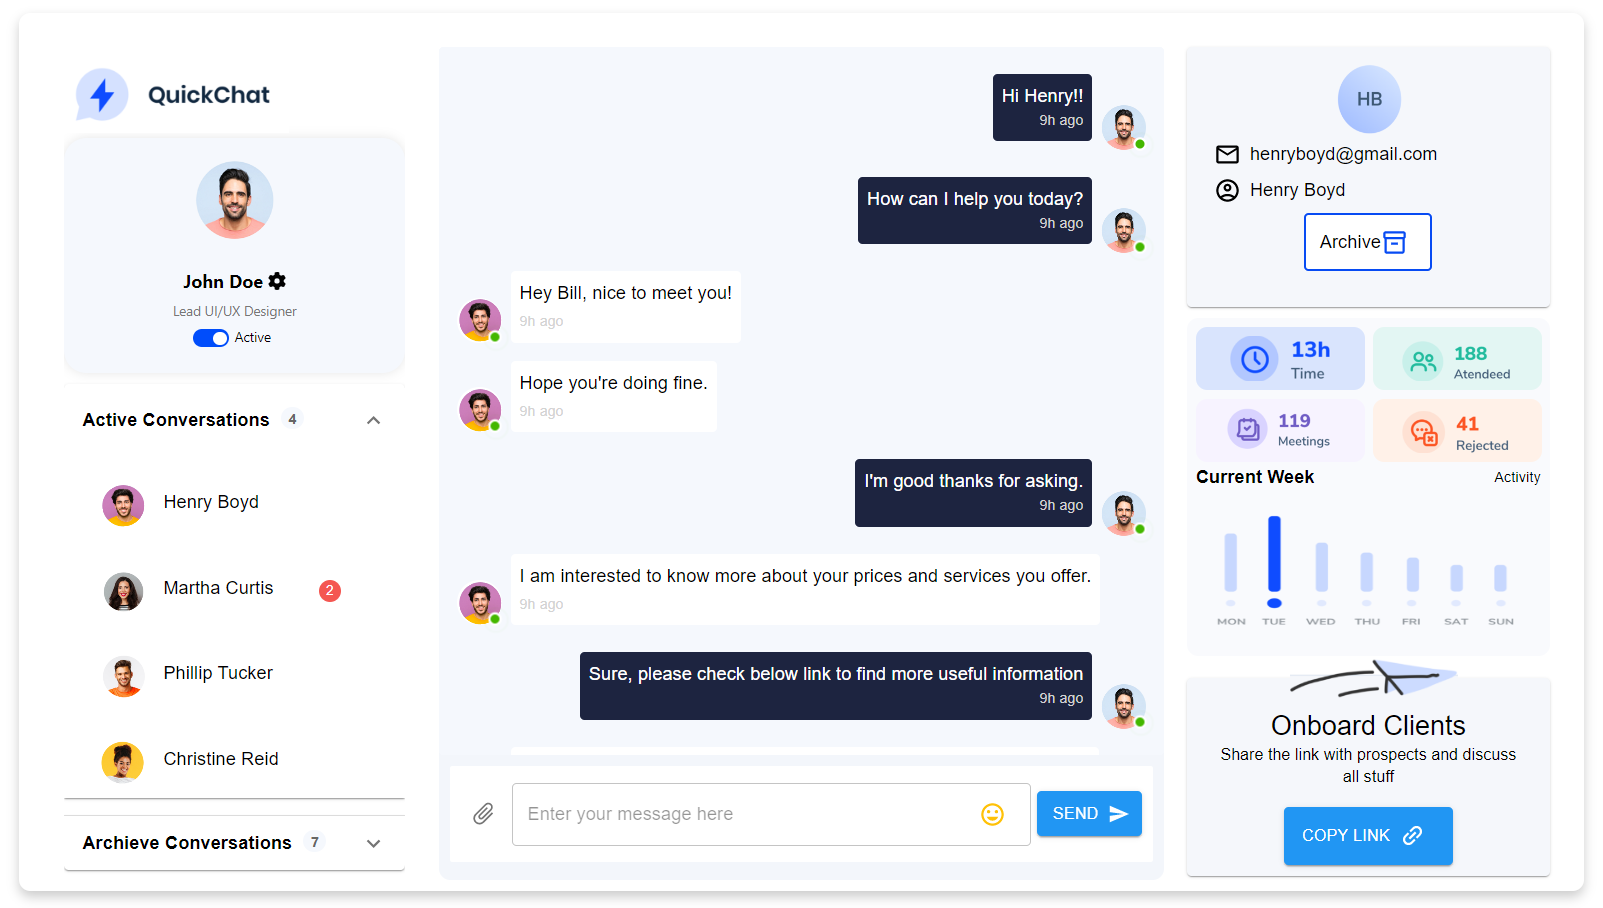 QuickChat
John Doe
Lead UI/UX Designer
Active
Active Conversations 4
Henry Boyd
Martha Curtis 2
Phillip Tucker
Christine Reid
Archieve Conversations 7
Hi Henry!!
9h ago
How can I help you today?
9h ago
Hey Bill, nice to meet you!
9h ago
Hope you're doing fine.
9h ago
I'm good thanks for asking.
9h ago
I am interested to know more about your prices and services you offer.
9h ago
Sure, please check below link to find more useful information
9h ago
Enter your message here
SEND
HB
henryboyd@gmail.com
Henry Boyd
Archive
13h
Time
188
Atendeed
119
Meetings
41
Rejected
Current Week Activity
MON TUE WED THU FRI SAT SUN
Onboard Clients
Share the link with prospects and discuss
all stuff
COPY LINK